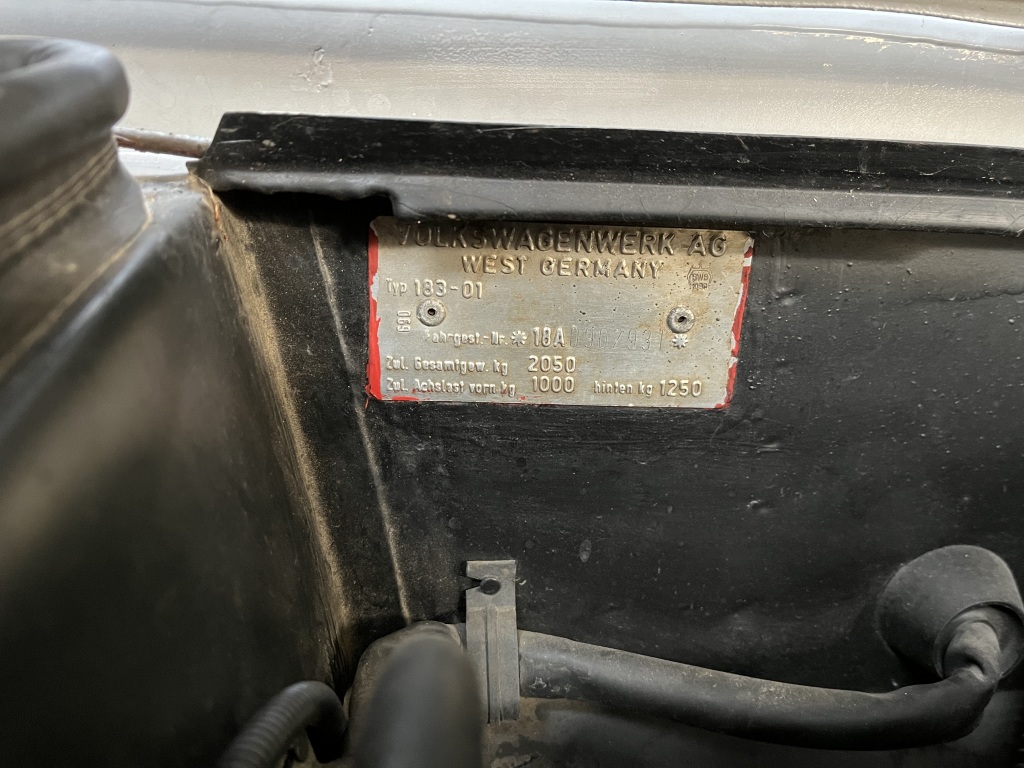 VOLKSWAGENWERK AG
WEST GERMANY
Typ 183-01
Fahrgest.-Nr. * 18A *
Zul. Gesamtgew. kg 2050
Zul. Achslast vorn kg 1000 hinten kg 1250